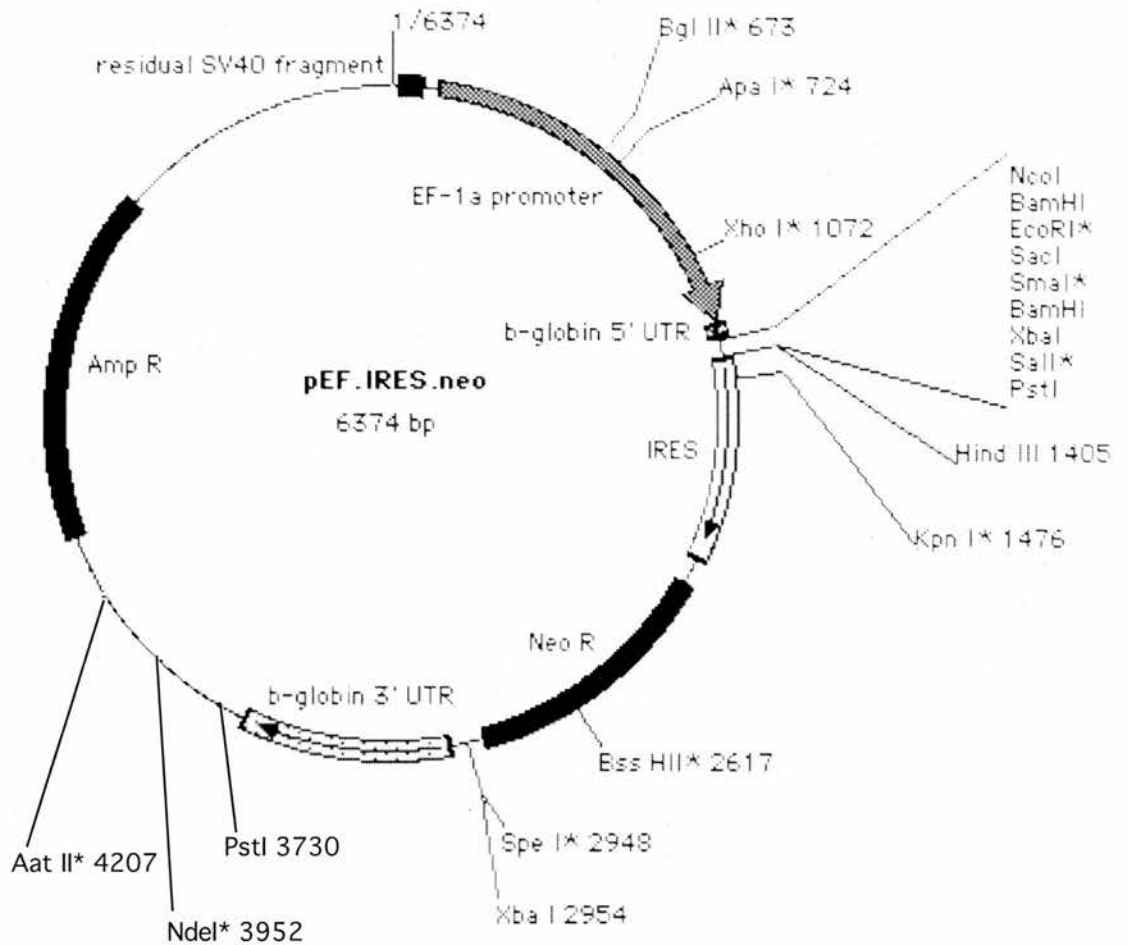 1/6374
residual SV40 fragment
Bgl II* 673
Apa I* 724
EF-1a promoter
Xho I* 1072
NcoI
BamHI
EcoRI*
SacI
SmaI*
BamHI
XbaI
SalI*
PstI
b-globin 5' UTR
Amp R
pEF.IRES.neo
6374 bp
IRES
Hind III 1405
Kpn I* 1476
Neo R
b-globin 3' UTR
Bss HII* 2617
Spe I* 2948
Xba I 2954
PstI 3730
Aat II* 4207
NdeI* 3952